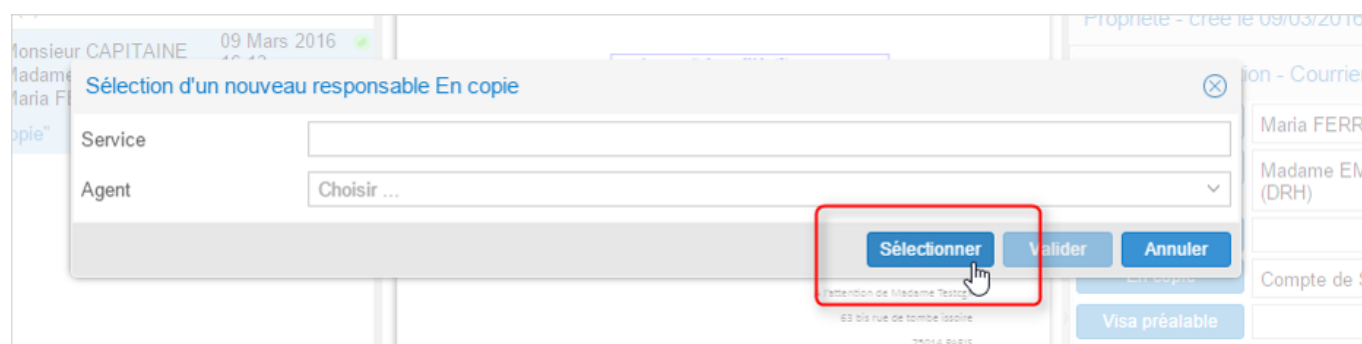 Propriété - créé le 09/03/2016
Monsieur CAPITAINE
09 Mars 2016
Madame
Maria
opie"
Sélection d'un nouveau responsable En copie
ion - Courrier
Service
Maria FERR
Agent
Choisir ...
Madame EM
(DRH)
Sélectionner
Valider
Annuler
En copie
Compte de
l'attention de Madame
63 bis rue de tombe issoire
Visa préalable
75014 PARIS